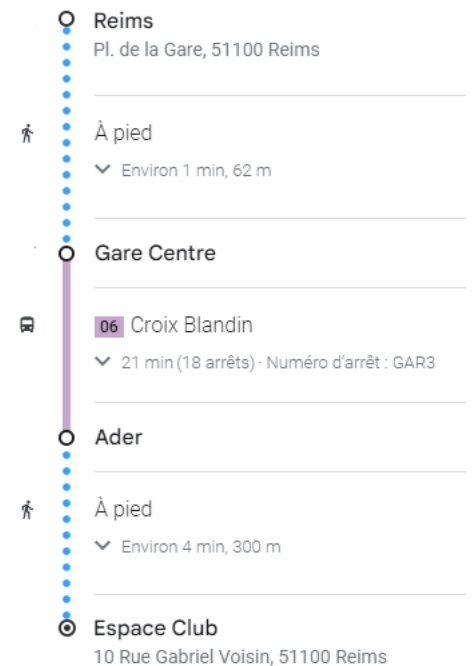 Reims
Pl. de la Gare, 51100 Reims
À pied
Environ 1 min, 62 m
Gare Centre
06 Croix Blandin
21 min (18 arrêts) · Numéro d'arrêt : GAR3
Ader
À pied
Environ 4 min, 300 m
Espace Club
10 Rue Gabriel Voisin, 51100 Reims